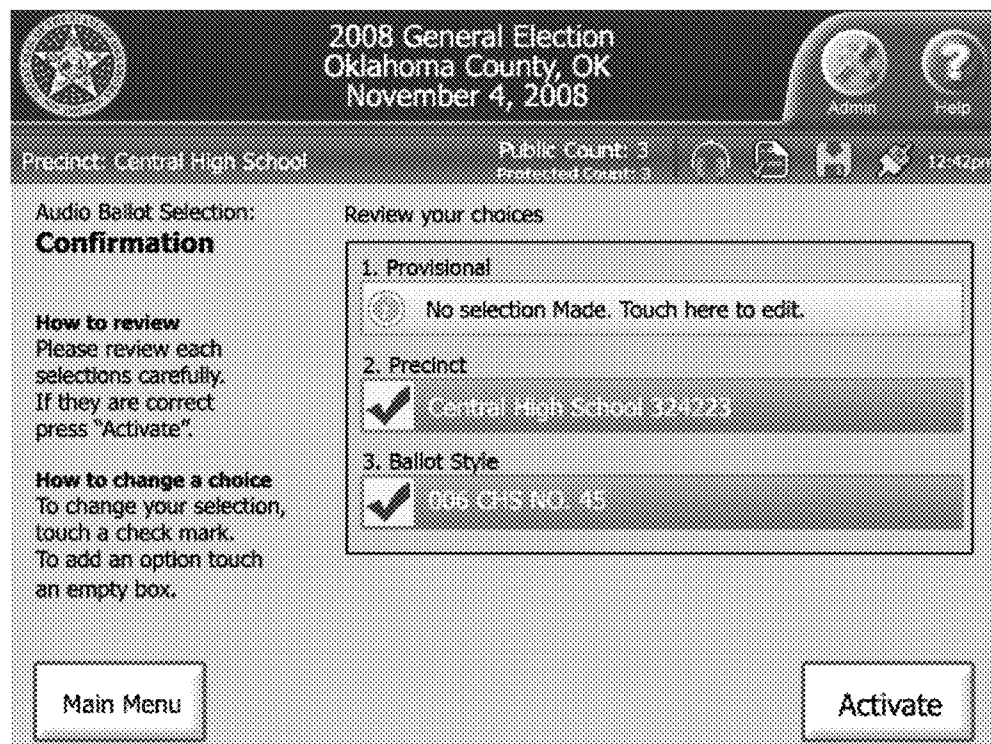 2008 General Election
Oklahoma County, OK
November 4, 2008
Admin
Help
Precinct: Central High School
Public Count: 3
Protected Count: 3
12:42pm
Audio Ballot Selection:
Confirmation
How to review
Please review each
selections carefully.
If they are correct
press "Activate".
How to change a choice
To change your selection,
touch a check mark.
To add an option touch
an empty box.
Review your choices
1. Provisional
No selection Made. Touch here to edit.
2. Precinct
Central High School 324223
3. Ballot Style
006 CHS NO. 45
Main Menu
Activate